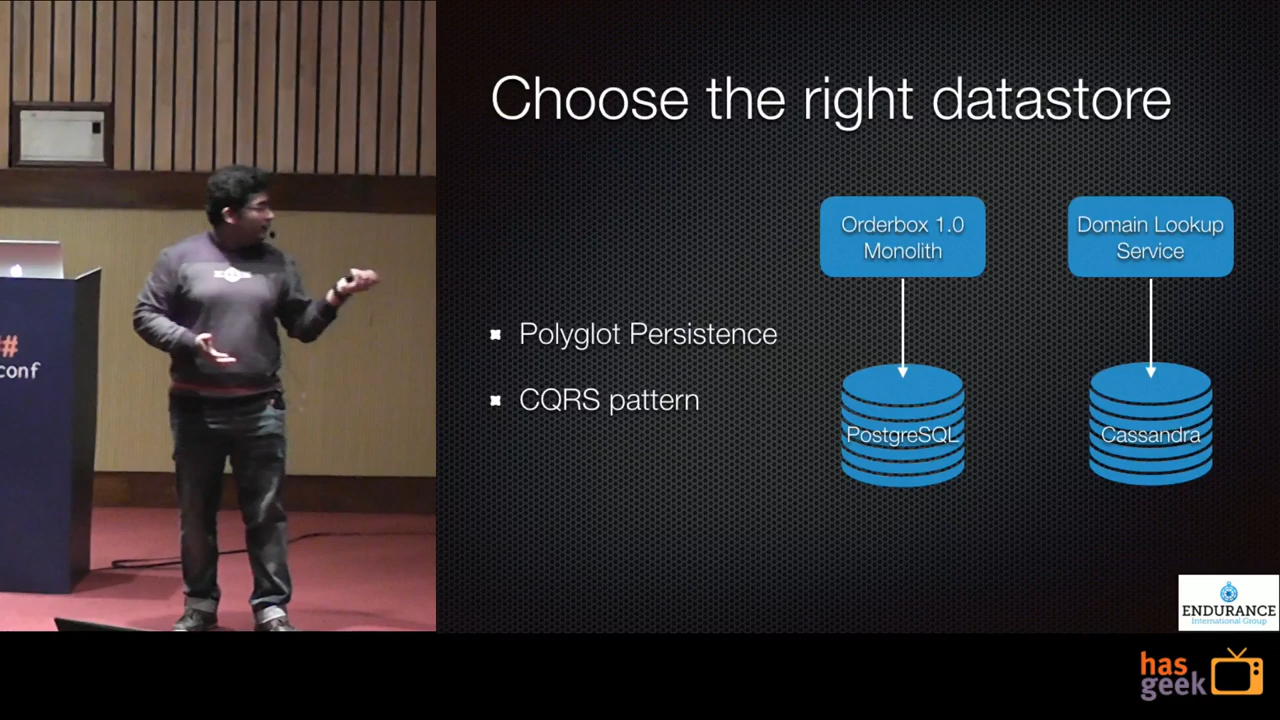 Choose the right datastore
Orderbox 1.0
Monolith
Domain Lookup
Service
Polyglot Persistence
CQRS pattern
PostgreSQL
Cassandra
#
conf
ENDURANCE
International Group
has
geek